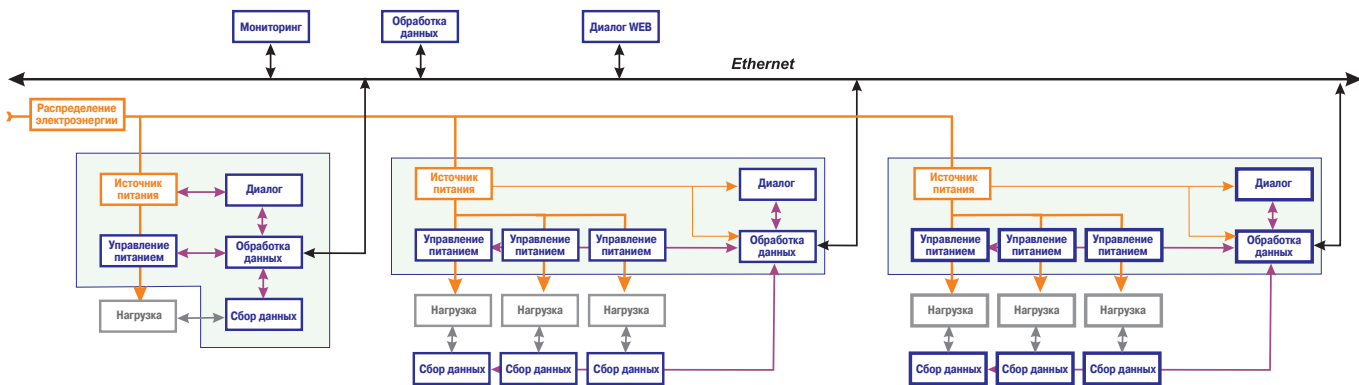 Мониторинг
Обработка
данных
Диалог WEB
Ethernet
Распределение
электроэнергии
Источник
питания
Диалог
Управление
питанием
Обработка
данных
Нагрузка
Сбор данных
Источник
питания
Диалог
Управление
питанием
Управление
питанием
Управление
питанием
Обработка
данных
Нагрузка
Нагрузка
Нагрузка
Сбор данных
Сбор данных
Сбор данных
Источник
питания
Диалог
Управление
питанием
Управление
питанием
Управление
питанием
Обработка
данных
Нагрузка
Нагрузка
Нагрузка
Сбор данных
Сбор данных
Сбор данных